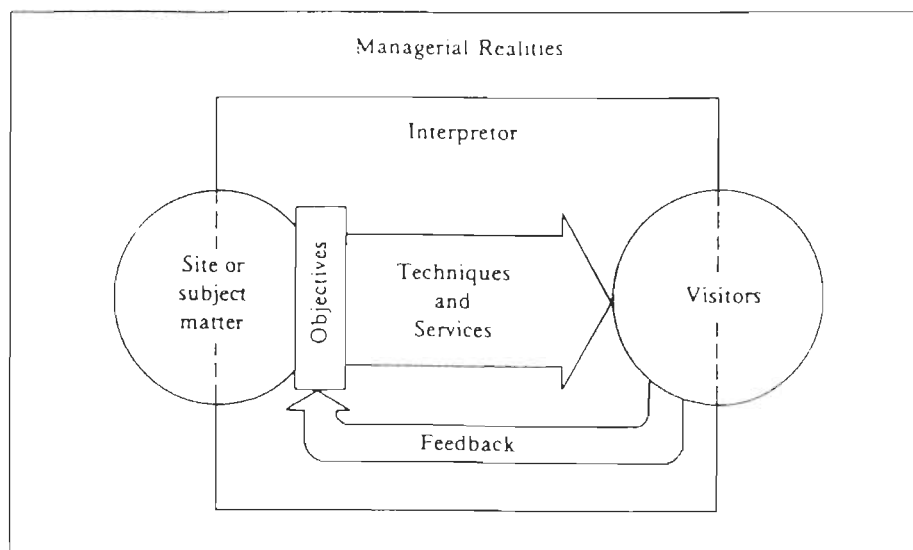 Managerial Realities
Interpretor
Site or
subject
matter
Objectives
Techniques
and
Services
Visitors
Feedback